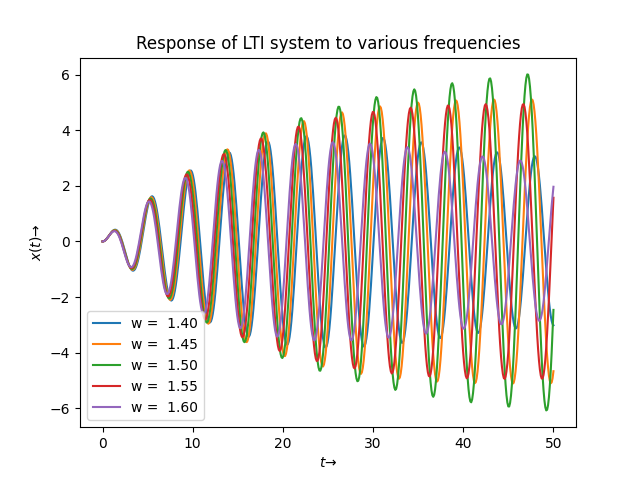 Response of LTI system to various frequencies
x(t)→
6
4
2
0
−2
−4
−6
w =  1.40
w =  1.45
w =  1.50
w =  1.55
w =  1.60
0 10 20 30 40 50
t→